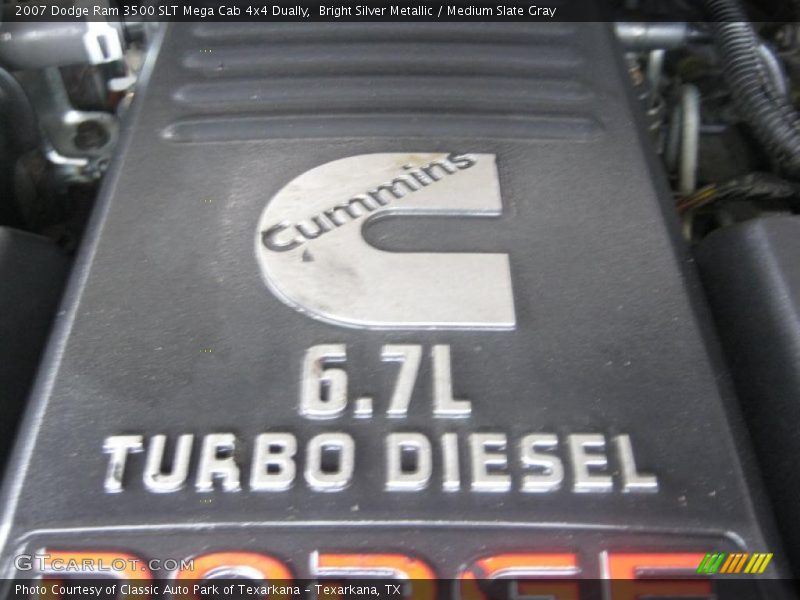 2007 Dodge Ram 3500 SLT Mega Cab 4x4 Dually, Bright Silver Metallic / Medium Slate Gray
Cummins
6.7L
TURBO DIESEL
DODGE
GTCARLOT.COM
Photo Courtesy of Classic Auto Park of Texarkana - Texarkana, TX